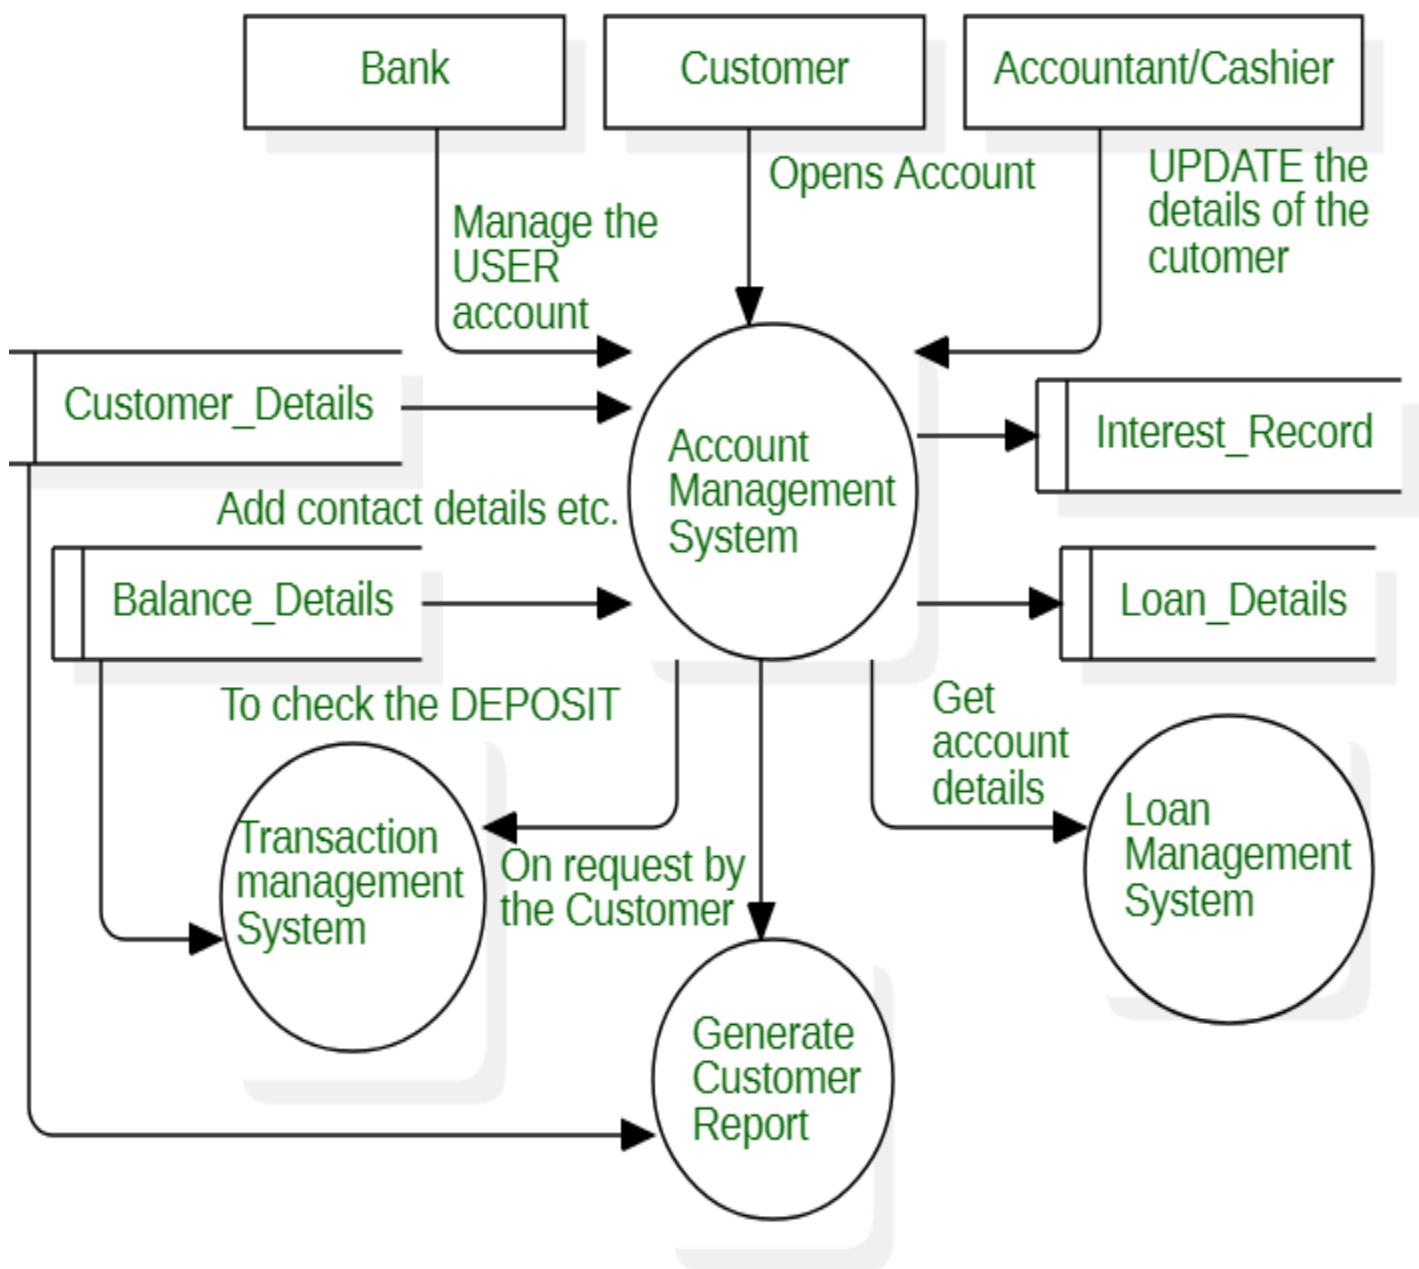 Bank
Customer
Accountant/Cashier
Opens Account
UPDATE the
details of the
cutomer
Manage the
USER
account
Customer_Details
Account
Management
System
Interest_Record
Add contact details etc.
Balance_Details
Loan_Details
To check the DEPOSIT
Get
account
details
Transaction
management
System
On request by
the Customer
Loan
Management
System
Generate
Customer
Report